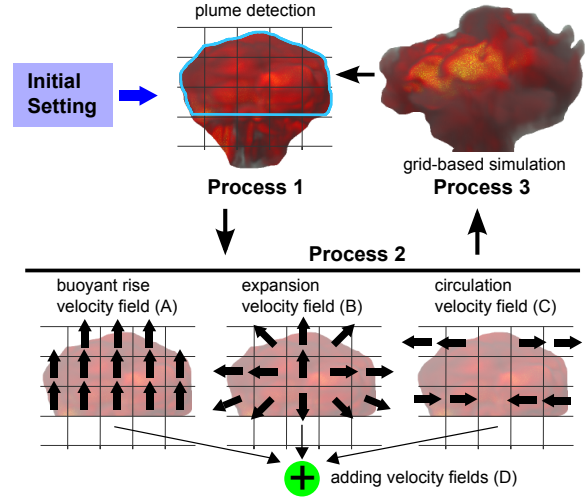 plume detection
Initial
Setting
Process 1
grid-based simulation
Process 3
Process 2
buoyant rise
velocity field (A)
expansion
velocity field (B)
circulation
velocity field (C)
+
adding velocity fields (D)